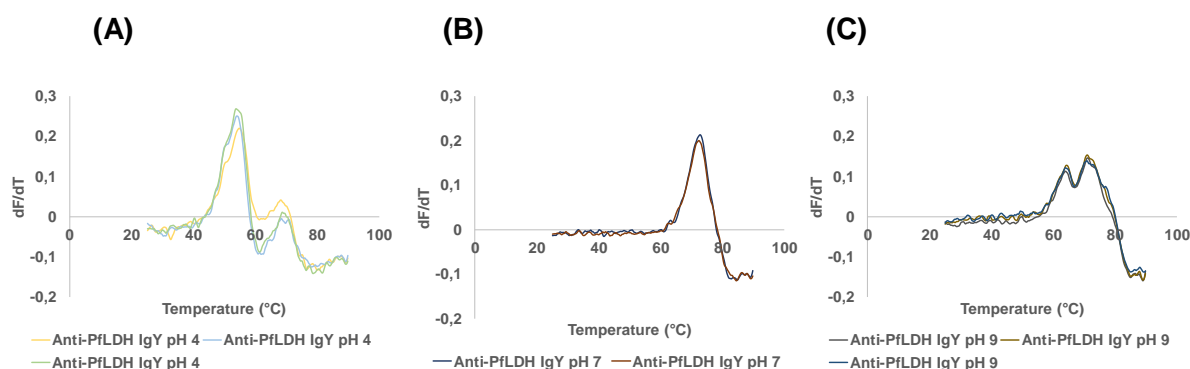 (A)
0,3
0,2
0,1
0
-0,1
-0,2
dF/dT
0 20 40 60 80 100
Temperature (°C)
Anti-PfLDH IgY pH 4 Anti-PfLDH IgY pH 4
Anti-PfLDH IgY pH 4
(B)
0,3
0,2
0,1
0
-0,1
-0,2
dF/dT
0 20 40 60 80 100
Temperature (°C)
Anti-PfLDH IgY pH 7 Anti-PfLDH IgY pH 7
(C)
0,3
0,2
0,1
0
-0,1
-0,2
dF/dT
0 20 40 60 80 100
Temperature (°C)
Anti-PfLDH IgY pH 9 Anti-PfLDH IgY pH 9
Anti-PfLDH IgY pH 9